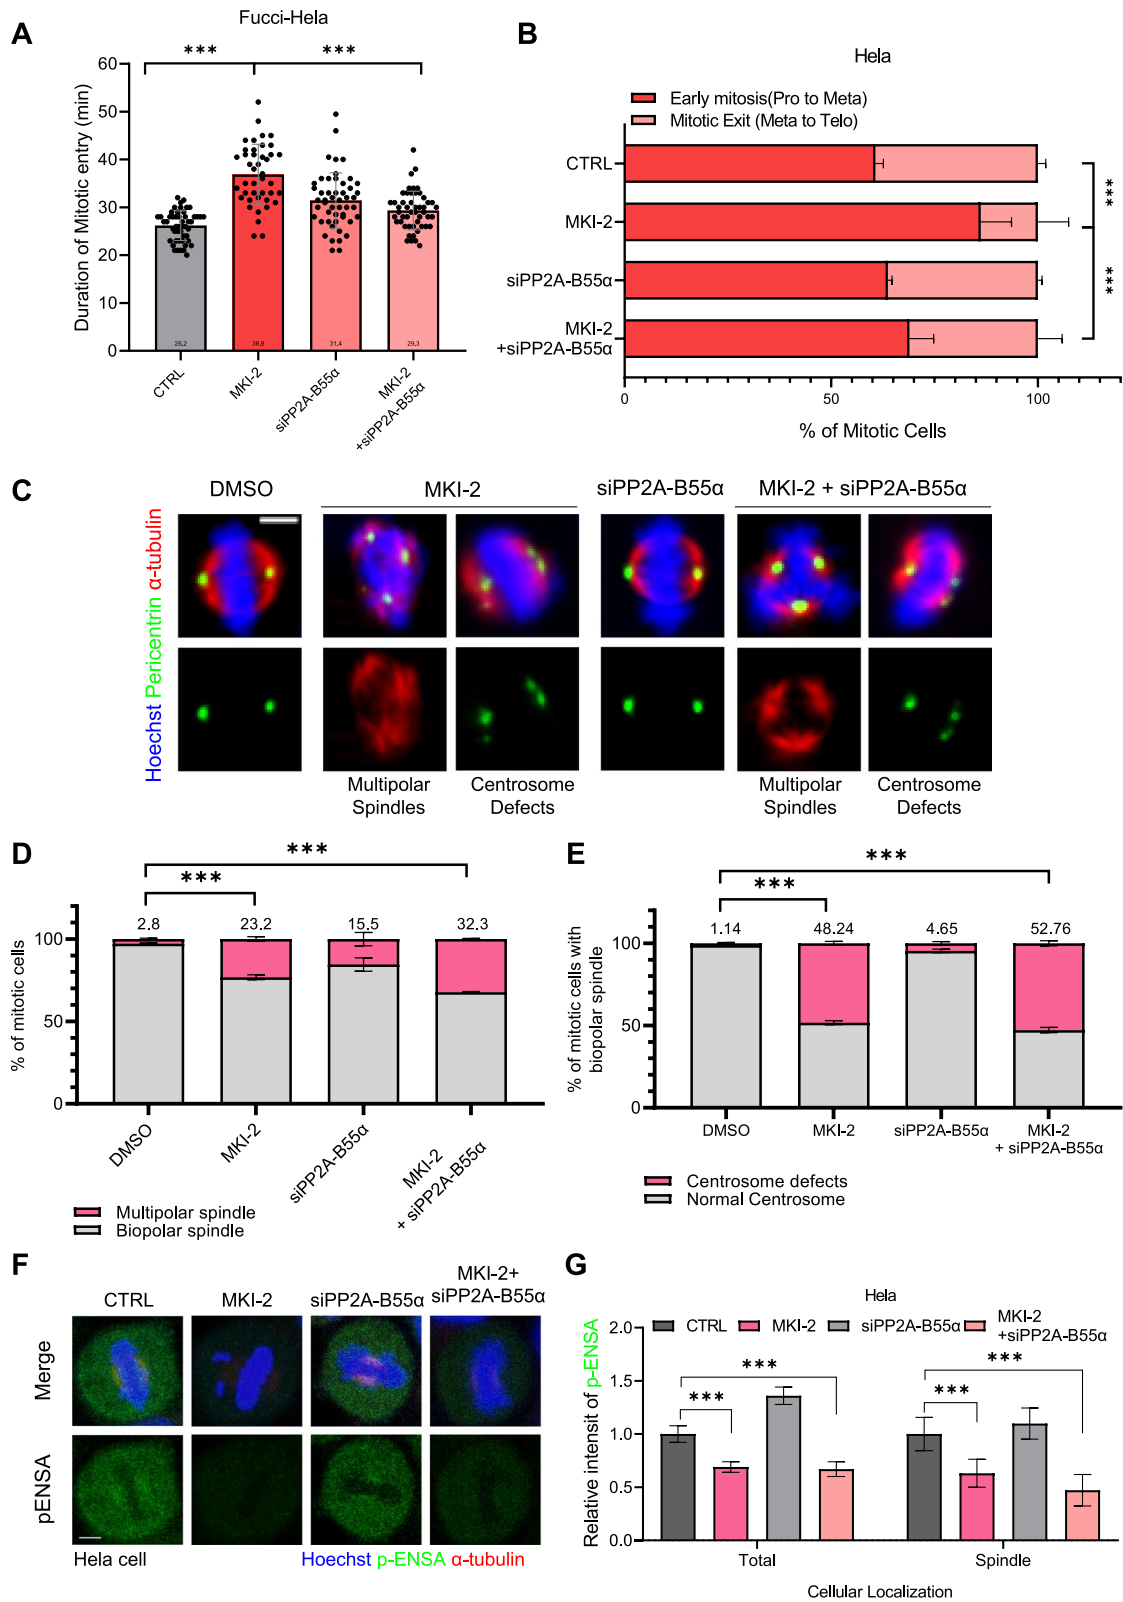 A
Fucci-Hela
***
***
Duration of Mitotic entry (min)
60
50
40
30
20
10
0
26.2
36.9
31.4
29.3
CTRL
MKI-2
siPP2A-B55α
MKI-2
+siPP2A-B55α
B
Hela
Early mitosis(Pro to Meta)
Mitotic Exit (Meta to Telo)
CTRL
MKI-2
siPP2A-B55α
MKI-2
+siPP2A-B55α
***
***
0
50
100
% of Mitotic Cells
C
DMSO
MKI-2
siPP2A-B55α
MKI-2 + siPP2A-B55α
Hoechst Pericentrin α-tubulin
Multipolar
Spindles
Centrosome
Defects
Multipolar
Spindles
Centrosome
Defects
D
***
***
2.8
23.2
15.5
32.3
% of mitotic cells
100
50
0
DMSO
MKI-2
siPP2A-B55α
MKI-2
+ siPP2A-B55α
Multipolar spindle
Biopolar spindle
E
***
***
1.14
48.24
4.65
52.76
% of mitotic cells with
biopolar spindle
100
50
0
DMSO
MKI-2
siPP2A-B55α
MKI-2
+ siPP2A-B55α
Centrosome defects
Normal Centrosome
F
CTRL
MKI-2
siPP2A-B55α
MKI-2+
siPP2A-B55α
Merge
pENSA
Hela cell
Hoechst p-ENSA α-tubulin
G
Hela
CTRL
MKI-2
siPP2A-B55α
MKI-2
+siPP2A-B55α
Relative intensit of p-ENSA
2.0
1.5
1.0
0.5
0.0
***
***
***
***
Total
Spindle
Cellular Localization